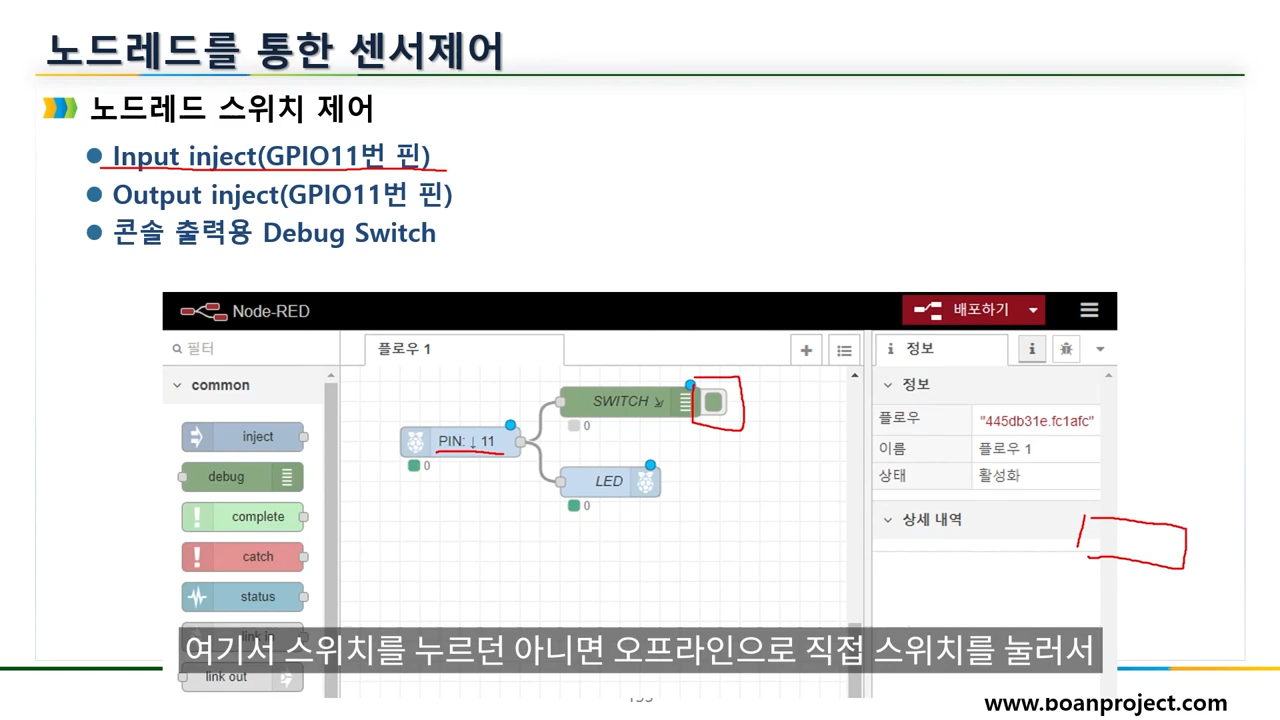 노드레드를 통한 센서제어
노드레드 스위치 제어
Input inject(GPIO11번 핀)
Output inject(GPIO11번 핀)
콘솔 출력용 Debug Switch
Node-RED
배포하기
필터
플로우 1
i 정보
i
common
정보
SWITCH
플로우 "445db31e.fc1afc"
0
inject
PIN: ↓ 11
이름 플로우 1
0
debug
LED
상태 활성화
0
complete
상세 내역
catch
status
link in
여기서 스위치를 누르던 아니면 오프라인으로 직접 스위치를 눌러서
link out
www.boanproject.com